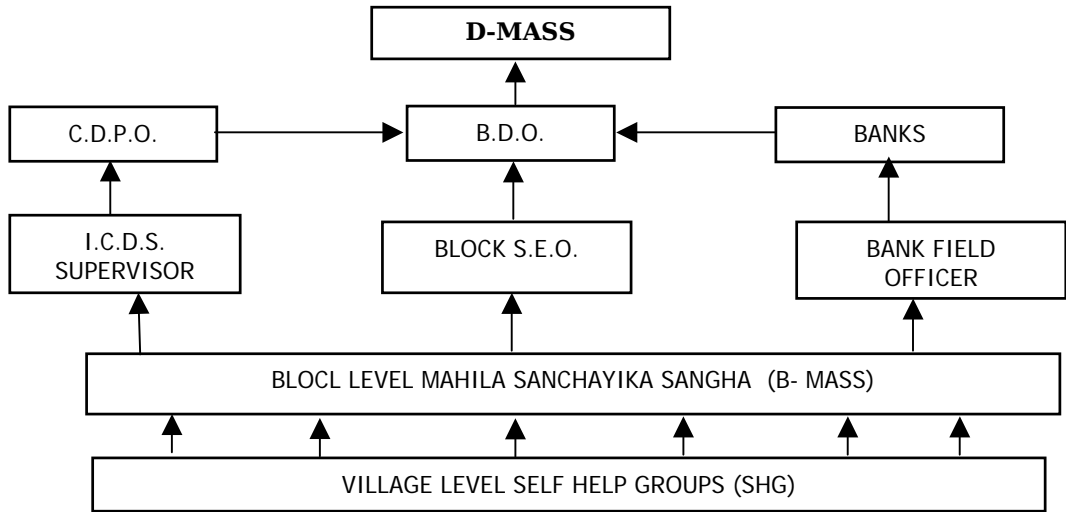 D-MASS
C.D.P.O.
B.D.O.
BANKS
I.C.D.S.
SUPERVISOR
BLOCK S.E.O.
BANK FIELD
OFFICER
BLOCL LEVEL MAHILA SANCHAYIKA SANGHA (B- MASS)
VILLAGE LEVEL SELF HELP GROUPS (SHG)